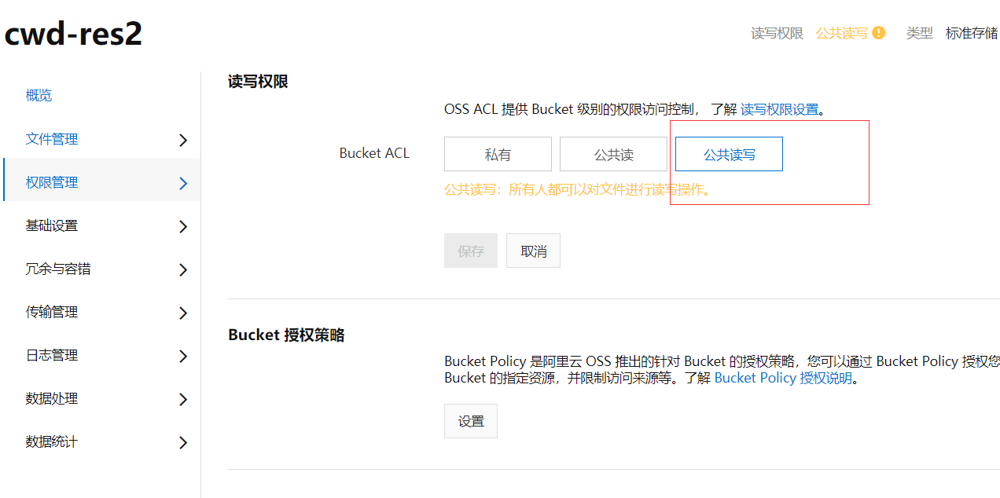 cwd-res2
读写权限 公共读写 类型 标准存储
概览
文件管理
权限管理
基础设置
冗余与容错
传输管理
日志管理
数据处理
数据统计
读写权限
OSS ACL 提供 Bucket 级别的权限访问控制， 了解 读写权限设置。
Bucket ACL
私有 公共读 公共读写
公共读写：所有人都可以对文件进行读写操作。
保存 取消
Bucket 授权策略
Bucket Policy 是阿里云 OSS 推出的针对 Bucket 的授权策略，您可以通过 Bucket Policy 授权您
Bucket 的指定资源，并限制访问来源等。了解 Bucket Policy 授权说明。
设置